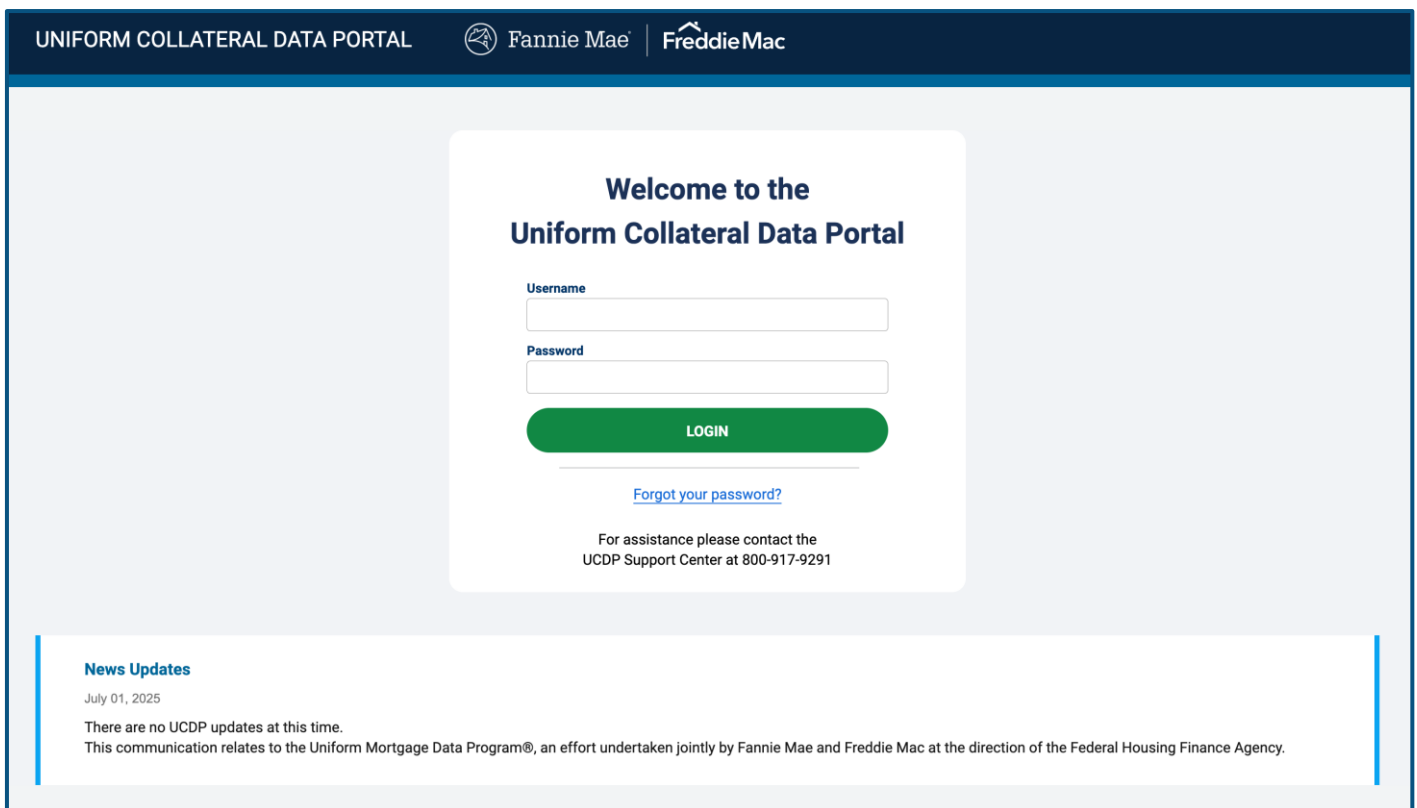 UNIFORM COLLATERAL DATA PORTAL Fannie Mae® FreddieMac
Welcome to the
Uniform Collateral Data Portal
Username
Password
LOGIN
Forgot your password?
For assistance please contact the
UCDP Support Center at 800-917-9291
News Updates
July 01, 2025
There are no UCDP updates at this time.
This communication relates to the Uniform Mortgage Data Program®, an effort undertaken jointly by Fannie Mae and Freddie Mac at the direction of the Federal Housing Finance Agency.